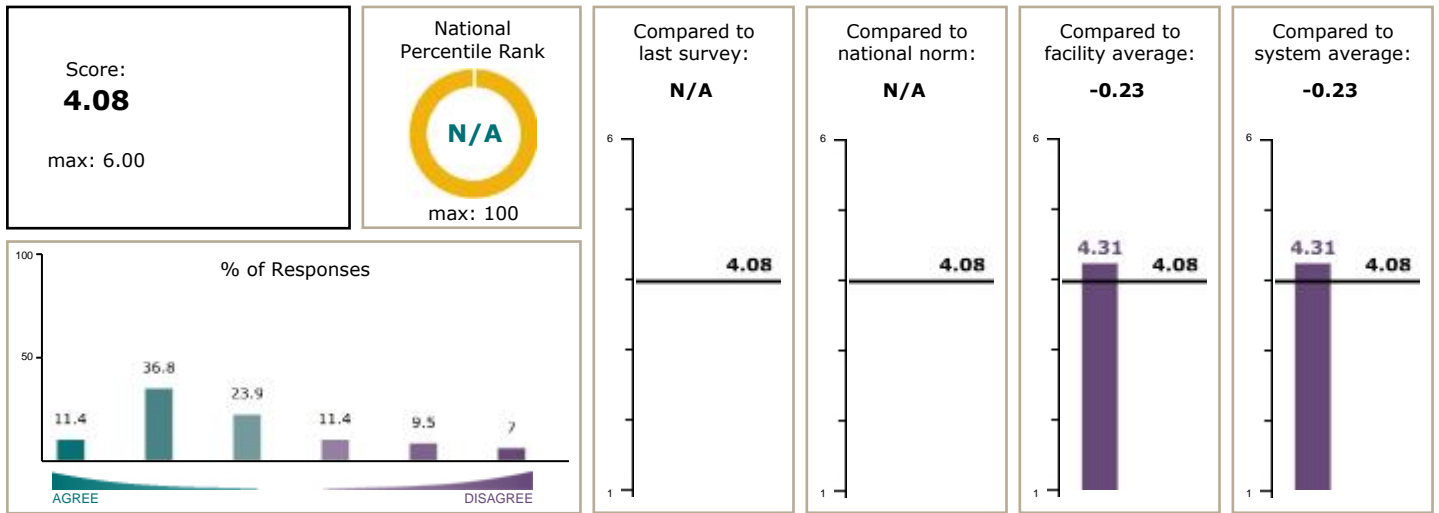 Score:
4.08
max: 6.00
National
Percentile Rank
N/A
max: 100
% of Responses
100
50
11.4
36.8
23.9
11.4
9.5
7
AGREE
DISAGREE
Compared to
last survey:
N/A
6
4.08
1
Compared to
national norm:
N/A
6
4.08
1
Compared to
facility average:
-0.23
6
4.31
4.08
1
Compared to
system average:
-0.23
6
4.31
4.08
1